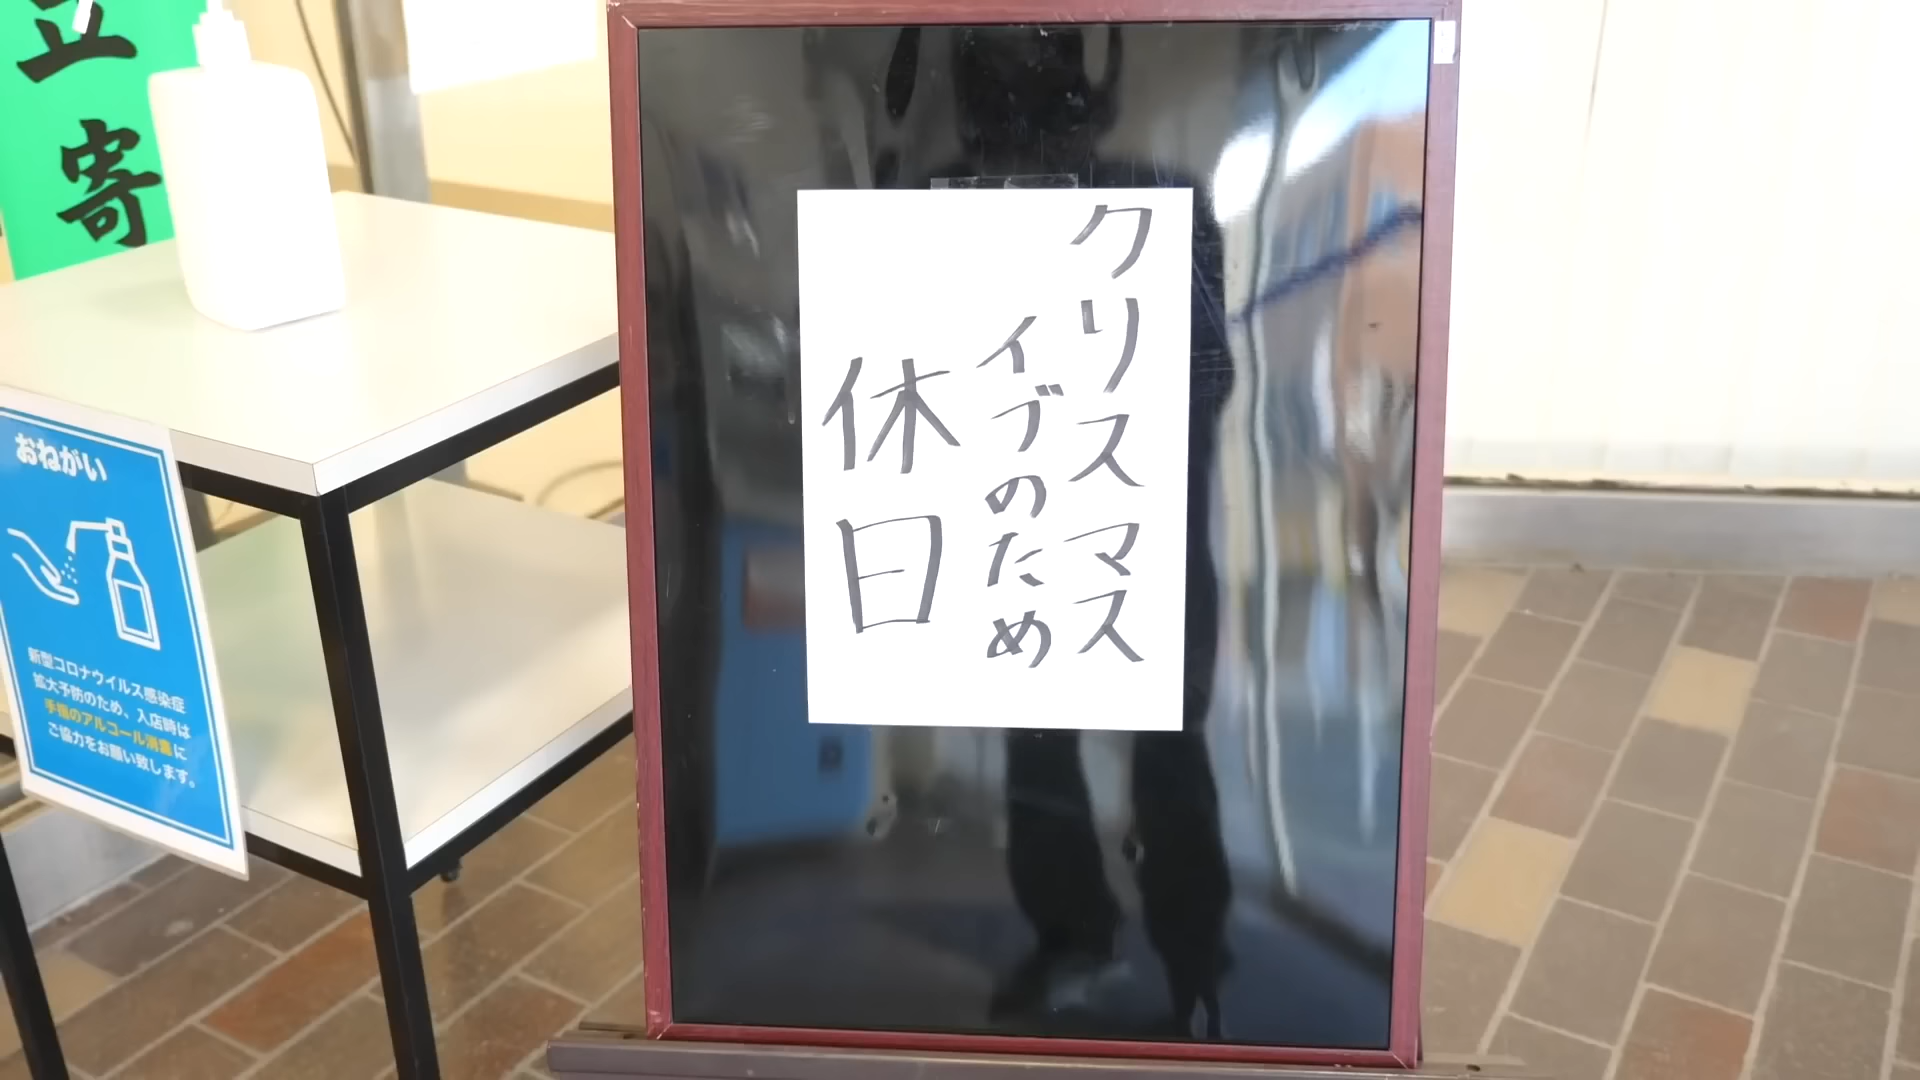 立寄
クリスマス
イブのため
休日
おねがい
新型コロナウイルス感染症
拡大予防のため、入店時は
手指のアルコール消毒に
ご協力をお願い致します。